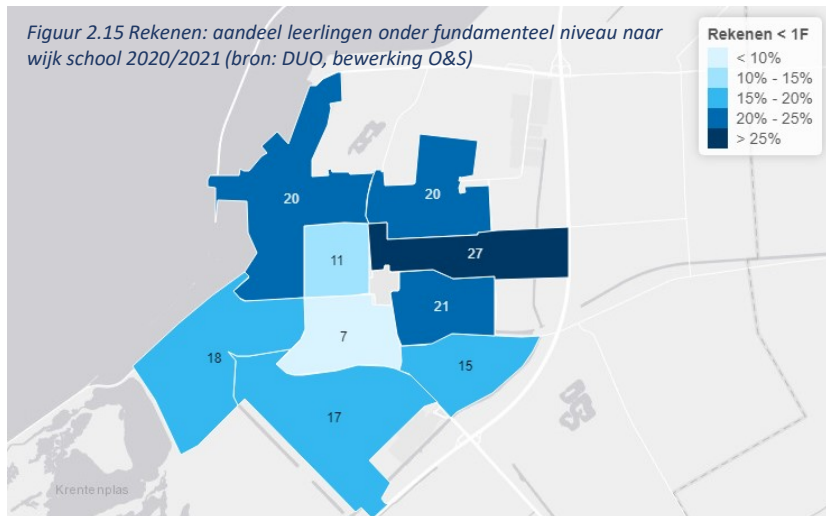 Figuur 2.15 Rekenen: aandeel leerlingen onder fundamenteel niveau naar
wijk school 2020/2021 (bron: DUO, bewerking O&S)
Rekenen < 1F
< 10%
10% - 15%
15% - 20%
20% - 25%
> 25%
20
20
27
11
21
7
18
15
17
Krentenplas